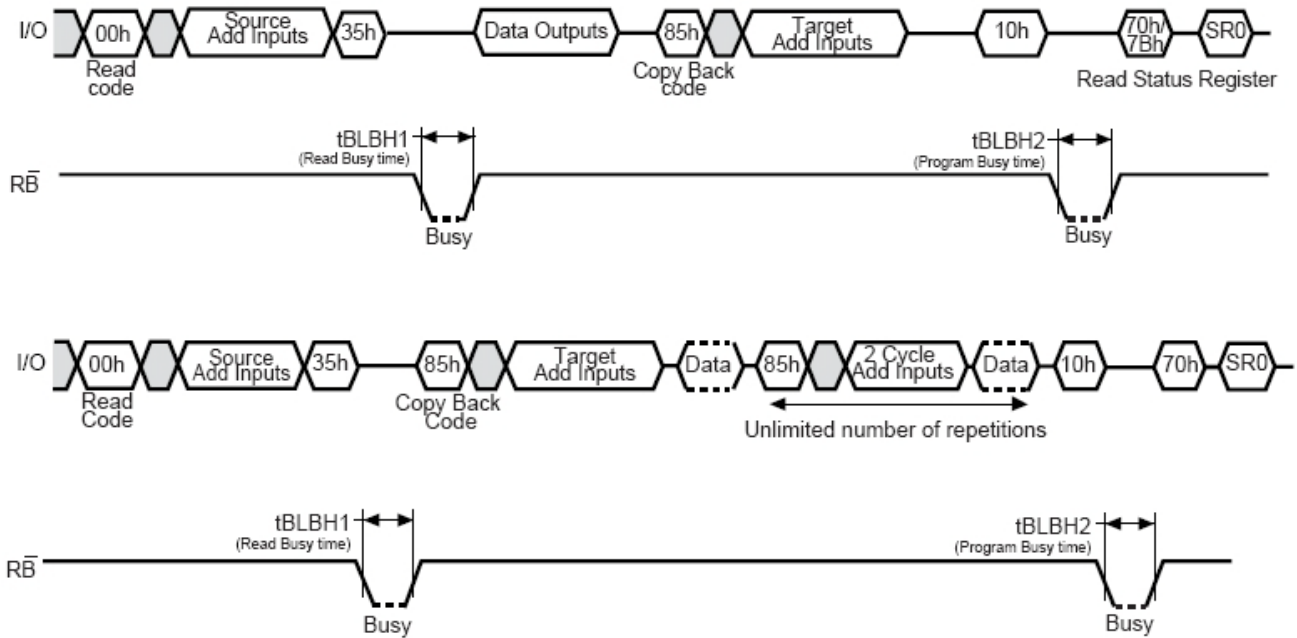 I/O 00h Source Add Inputs 35h Data Outputs 85h Target Add Inputs 10h 70h/ 7Bh SR0
Read code Copy Back code Read Status Register
tBLBH1 tBLBH2
(Read Busy time) (Program Busy time)
RB̅
Busy Busy
I/O 00h Source Add Inputs 35h 85h Target Add Inputs Data 85h 2 Cycle Add Inputs Data 10h 70h SR0
Read Code Copy Back Code
Unlimited number of repetitions
tBLBH1 tBLBH2
(Read Busy time) (Program Busy time)
RB̅
Busy Busy